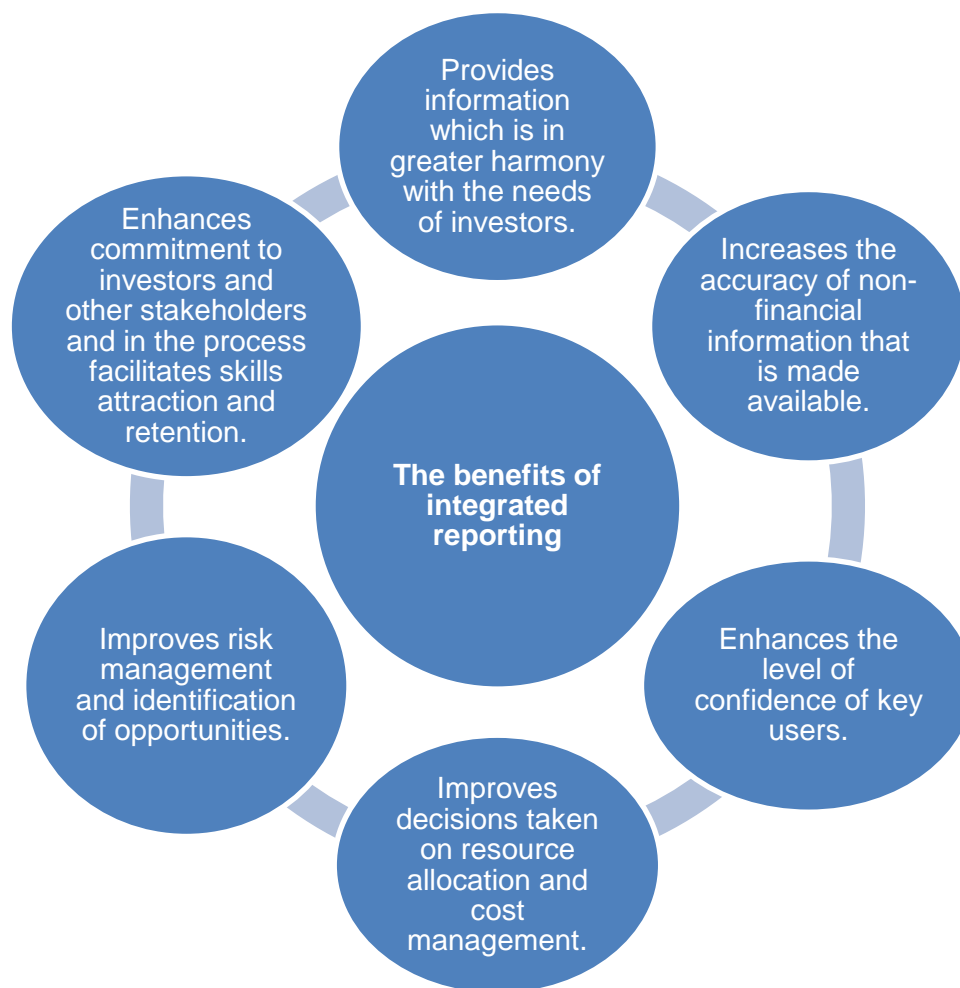 Provides
information
which is in
greater harmony
with the needs
of investors.
Increases the
accuracy of non-
financial
information that
is made
available.
Enhances the
level of
confidence of key
users.
Improves
decisions taken
on resource
allocation and
cost
management.
Improves risk
management
and identification
of opportunities.
Enhances
commitment to
investors and
other stakeholders
and in the process
facilitates skills
attraction and
retention.
The benefits of
integrated
reporting